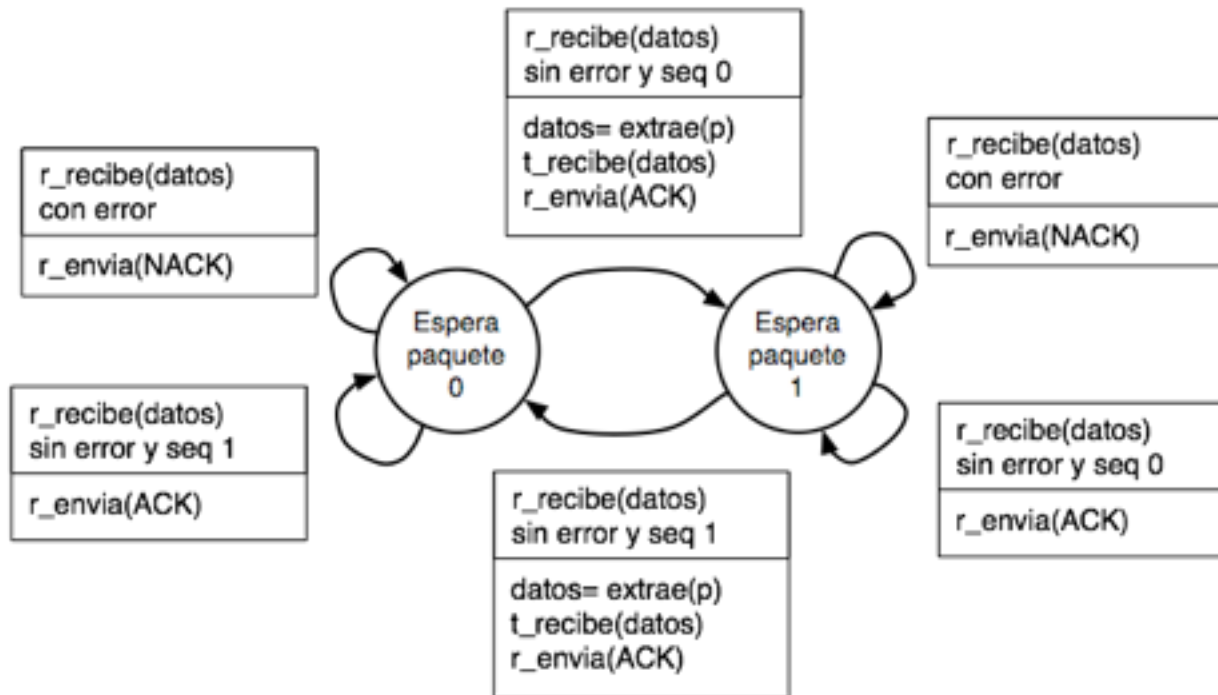 r_recibe(datos)
sin error y seq 0
datos= extrae(p)
t_recibe(datos)
r_envia(ACK)
r_recibe(datos)
con error
r_envia(NACK)
r_recibe(datos)
con error
r_envia(NACK)
Espera
paquete
0
Espera
paquete
1
r_recibe(datos)
sin error y seq 1
r_envia(ACK)
r_recibe(datos)
sin error y seq 0
r_envia(ACK)
r_recibe(datos)
sin error y seq 1
datos= extrae(p)
t_recibe(datos)
r_envia(ACK)